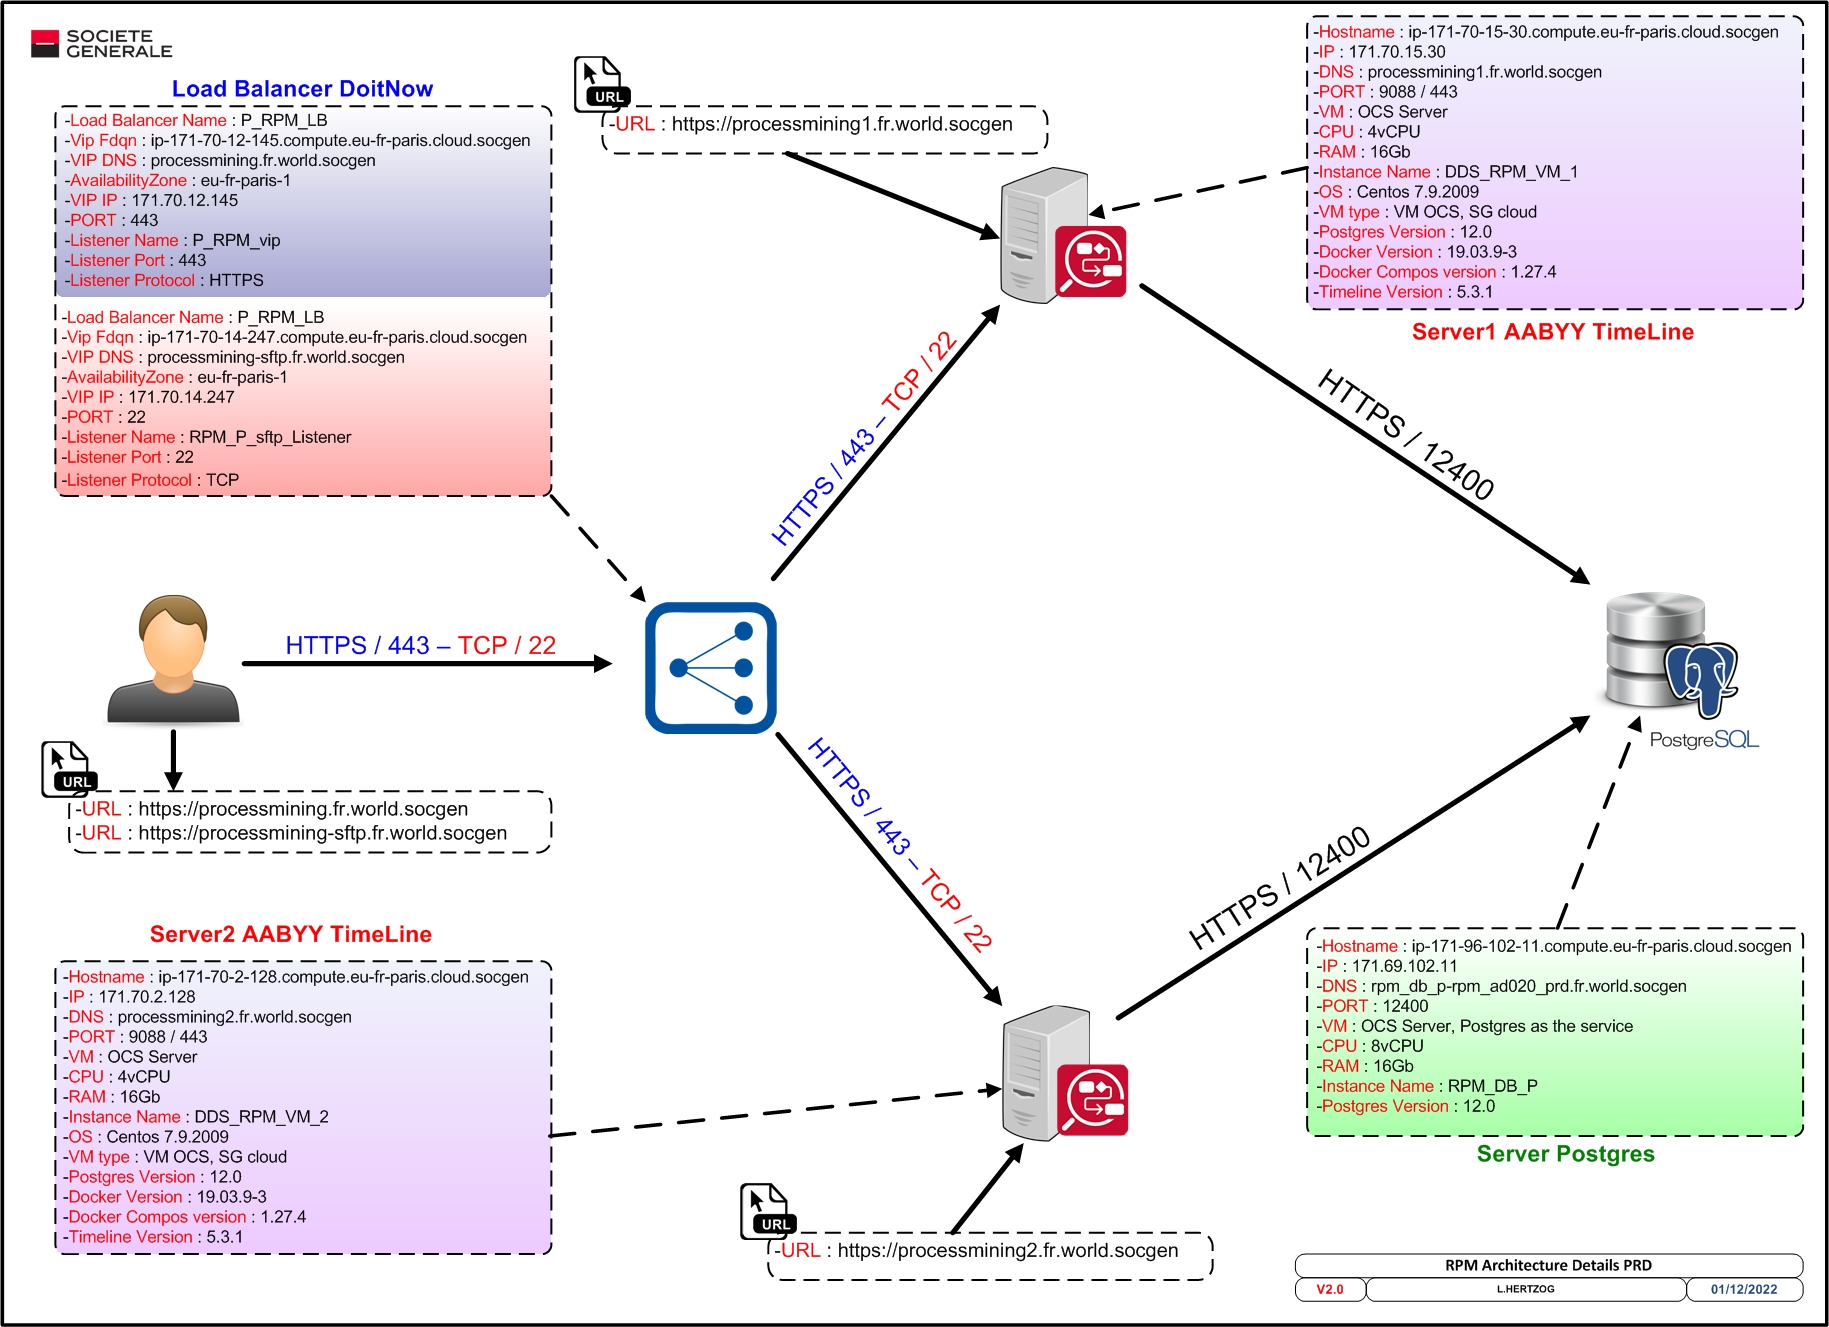 SOCIETE
GENERALE
Load Balancer DoitNow
-Load Balancer Name : P_RPM_LB
-Vip Fdqn : ip-171-70-12-145.compute.eu-fr-paris.cloud.socgen
-VIP DNS : processmining.fr.world.socgen
-AvailabilityZone : eu-fr-paris-1
-VIP IP : 171.70.12.145
-PORT : 443
-Listener Name : P_RPM_vip
-Listener Port : 443
-Listener Protocol : HTTPS
-Load Balancer Name : P_RPM_LB
-Vip Fdqn : ip-171-70-14-247.compute.eu-fr-paris.cloud.socgen
-VIP DNS : processmining-sftp.fr.world.socgen
-AvailabilityZone : eu-fr-paris-1
-VIP IP : 171.70.14.247
-PORT : 22
-Listener Name : RPM_P_sftp_Listener
-Listener Port : 22
-Listener Protocol : TCP
URL
-URL : https://processmining1.fr.world.socgen
-Hostname : ip-171-70-15-30.compute.eu-fr-paris.cloud.socgen
-IP : 171.70.15.30
-DNS : processmining1.fr.world.socgen
-PORT : 9088 / 443
-VM : OCS Server
-CPU : 4vCPU
-RAM : 16Gb
-Instance Name : DDS_RPM_VM_1
-OS : Centos 7.9.2009
-VM type : VM OCS, SG cloud
-Postgres Version : 12.0
-Docker Version : 19.03.9-3
-Docker Compos version : 1.27.4
-Timeline Version : 5.3.1
Server1 AABYY TimeLine
HTTPS / 443 – TCP / 22
HTTPS / 12400
HTTPS / 443 – TCP / 22
PostgreSQL
URL
-URL : https://processmining.fr.world.socgen
-URL : https://processmining-sftp.fr.world.socgen
HTTPS / 443 – TCP / 22
HTTPS / 12400
Server2 AABYY TimeLine
-Hostname : ip-171-70-2-128.compute.eu-fr-paris.cloud.socgen
-IP : 171.70.2.128
-DNS : processmining2.fr.world.socgen
-PORT : 9088 / 443
-VM : OCS Server
-CPU : 4vCPU
-RAM : 16Gb
-Instance Name : DDS_RPM_VM_2
-OS : Centos 7.9.2009
-VM type : VM OCS, SG cloud
-Postgres Version : 12.0
-Docker Version : 19.03.9-3
-Docker Compos version : 1.27.4
-Timeline Version : 5.3.1
-Hostname : ip-171-96-102-11.compute.eu-fr-paris.cloud.socgen
-IP : 171.69.102.11
-DNS : rpm_db_p-rpm_ad020_prd.fr.world.socgen
-PORT : 12400
-VM : OCS Server, Postgres as the service
-CPU : 8vCPU
-RAM : 16Gb
-Instance Name : RPM_DB_P
-Postgres Version : 12.0
Server Postgres
URL
-URL : https://processmining2.fr.world.socgen
RPM Architecture Details PRD
V2.0
L.HERTZOG
01/12/2022